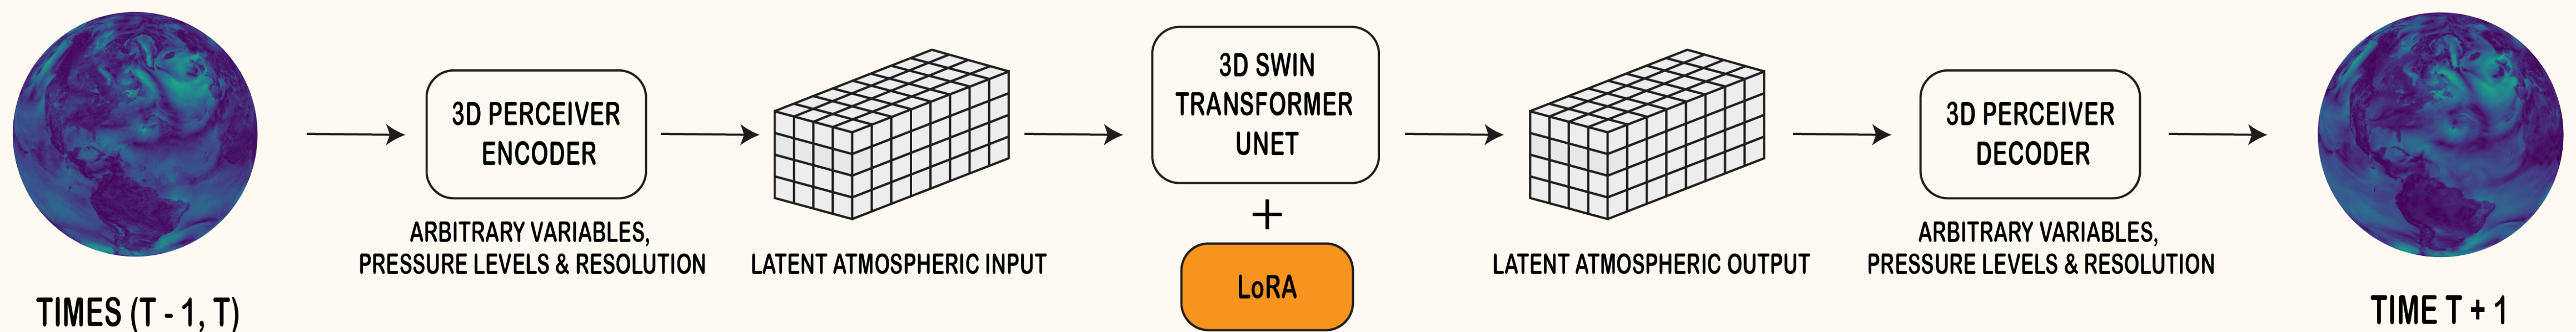 TIMES (T - 1, T)
3D PERCEIVER
ENCODER
ARBITRARY VARIABLES,
PRESSURE LEVELS & RESOLUTION
LATENT ATMOSPHERIC INPUT
3D SWIN
TRANSFORMER
UNET
+
LoRA
LATENT ATMOSPHERIC OUTPUT
3D PERCEIVER
DECODER
ARBITRARY VARIABLES,
PRESSURE LEVELS & RESOLUTION
TIME T + 1